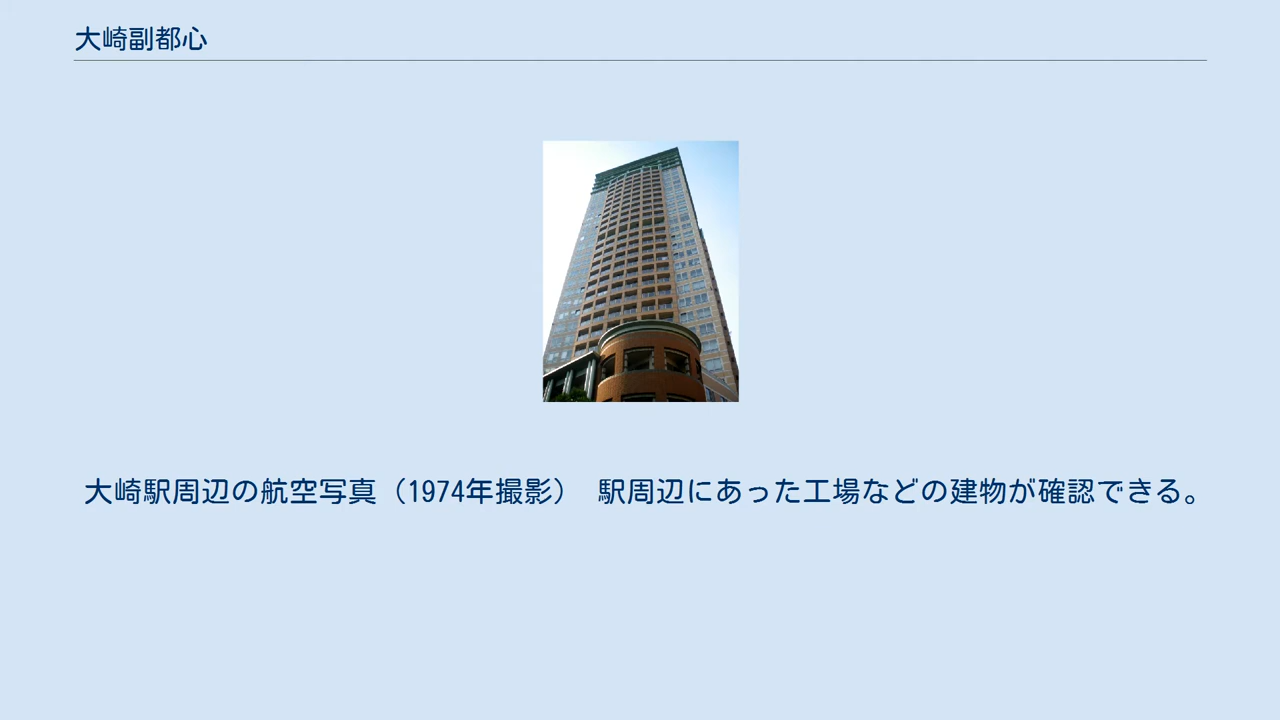 大崎副都心
大崎駅周辺の航空写真（1974年撮影） 駅周辺にあった工場などの建物が確認できる。